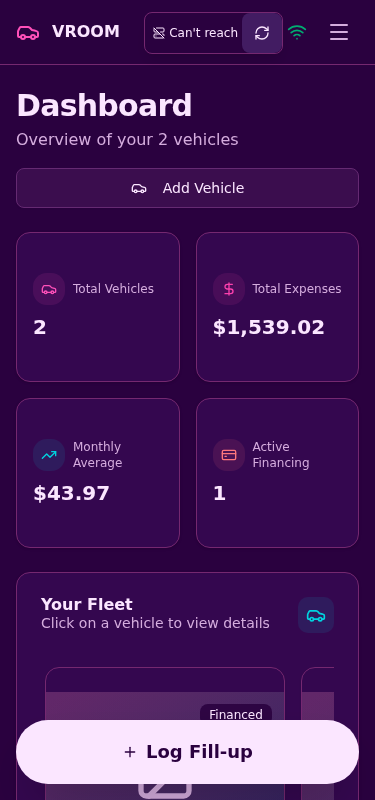 VROOM
Can't reach
Dashboard
Overview of your 2 vehicles
Add Vehicle
Total Vehicles
2
Total Expenses
$1,539.02
Monthly
Average
$43.97
Active
Financing
1
Your Fleet
Click on a vehicle to view details
Financed
+ Log Fill-up